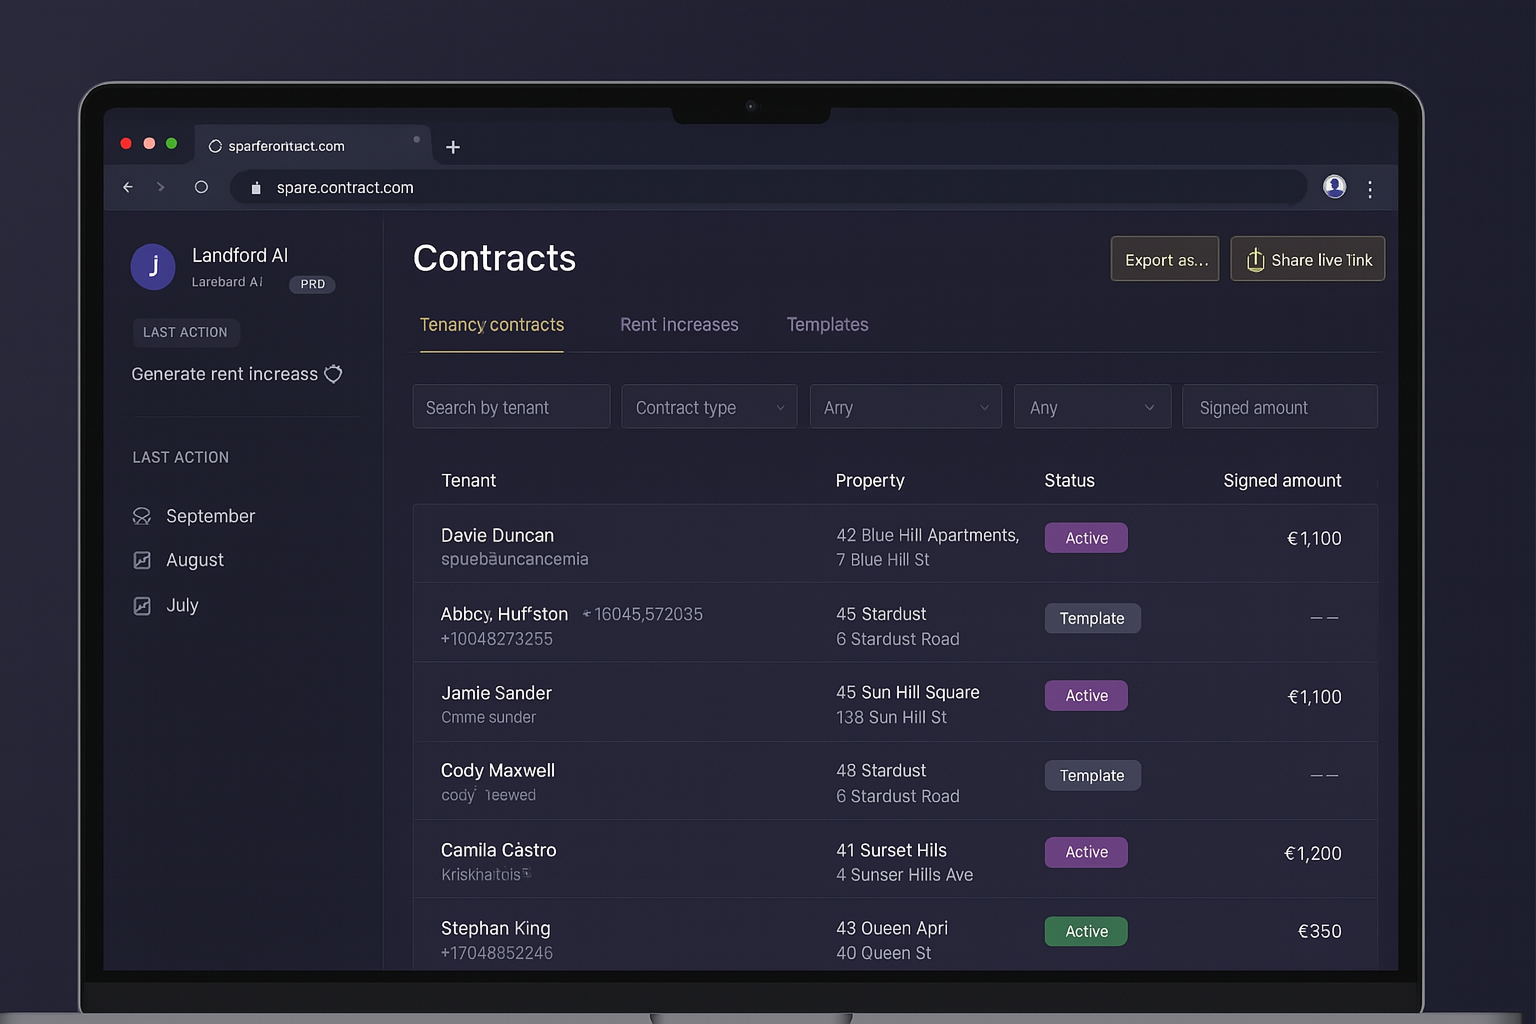 sparferontract.com
spare.contract.com
j
Landford AI
Larebard AI
PRD
LAST ACTION
Generate rent increass
LAST ACTION
September
August
July
Contracts
Export as...
Share live link
Tenancy contracts
Rent increases
Templates
Search by tenant
Contract type
Arry
Any
Signed amount
Tenant
Property
Status
Signed amount
Davie Duncan
42 Blue Hill Apartments,
Active
€1,100
7 Blue Hill St
Abbcy, Huf'ston
16045,572035
45 Stardust
Template
——
+10048273255
6 Stardust Road
Jamie Sander
45 Sun Hill Square
Active
€1,100
Cmme sunder
138 Sun Hill St
Cody Maxwell
48 Stardust
Template
——
cody
6 Stardust Road
Camila Càstro
41 Surset Hils
Active
€1,200
4 Sunser Hills Ave
Stephan King
43 Oueen Apri
Active
€350
+17048852246
40 Queen St